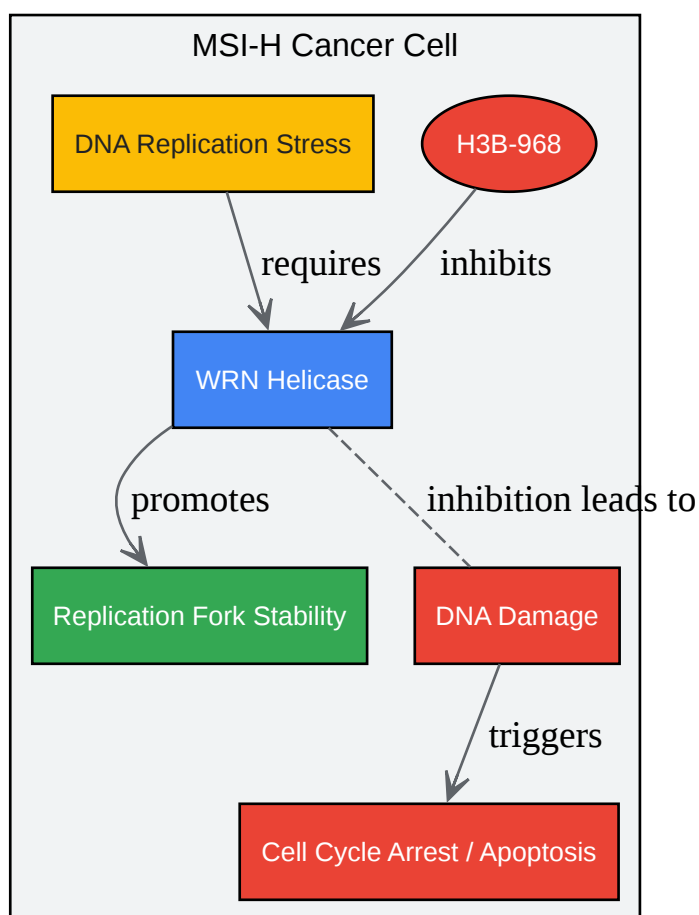 MSI-H Cancer Cell
DNA Replication Stress
H3B-968
requires
inhibits
WRN Helicase
promotes
inhibition leads to
Replication Fork Stability
DNA Damage
triggers
Cell Cycle Arrest / Apoptosis